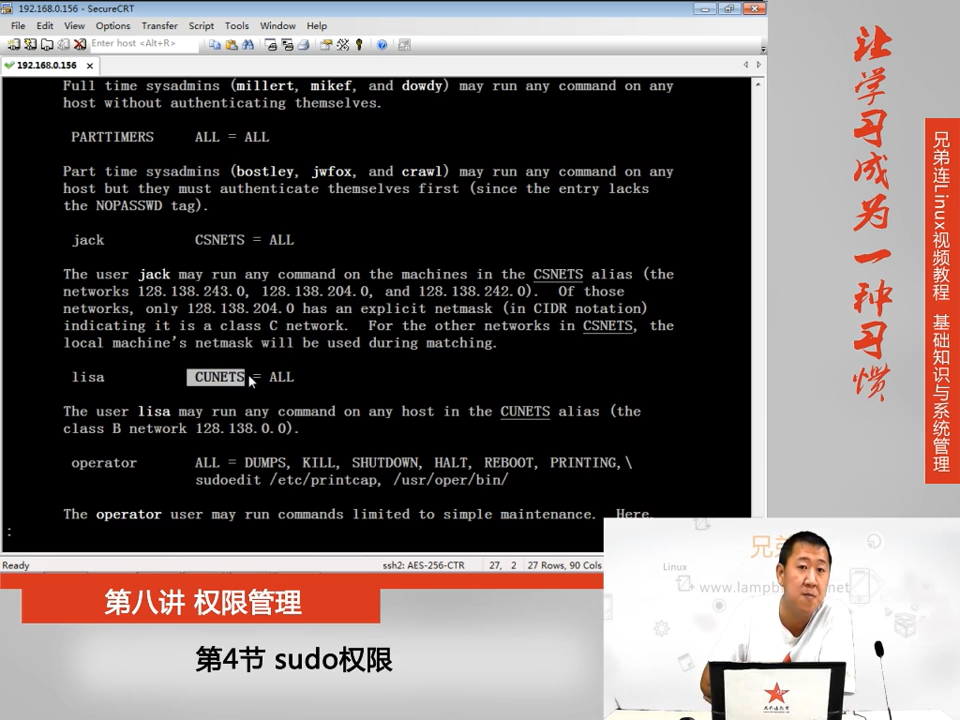 192.168.0.156 - SecureCRT
File Edit View Options Transfer Script Tools Window Help
Enter host <Alt+R>
192.168.0.156
Full time sysadmins (millert, mikef, and dowdy) may run any command on any
host without authenticating themselves.
PARTTIMERS ALL = ALL
Part time sysadmins (bostley, jwfox, and crawl) may run any command on any
host but they must authenticate themselves first (since the entry lacks
the NOPASSWD tag).
jack CSNETS = ALL
The user jack may run any command on the machines in the CSNETS alias (the
networks 128.138.243.0, 128.138.204.0, and 128.138.242.0). Of those
networks, only 128.138.204.0 has an explicit netmask (in CIDR notation)
indicating it is a class C network. For the other networks in CSNETS, the
local machine's netmask will be used during matching.
lisa CUNETS = ALL
The user lisa may run any command on any host in the CUNETS alias (the
class B network 128.138.0.0).
operator ALL = DUMPS, KILL, SHUTDOWN, HALT, REBOOT, PRINTING,\
sudoedit /etc/printcap, /usr/oper/bin/
The operator user may run commands limited to simple maintenance. Here,
:
Ready ssh2: AES-256-CTR 27, 2 27 Rows, 90 Cols
让学习成为一种习惯
兄弟连Linux视频教程 基础知识与系统管理
第八讲 权限管理
第4节 sudo权限
兄弟
Linux
www.lampb
net